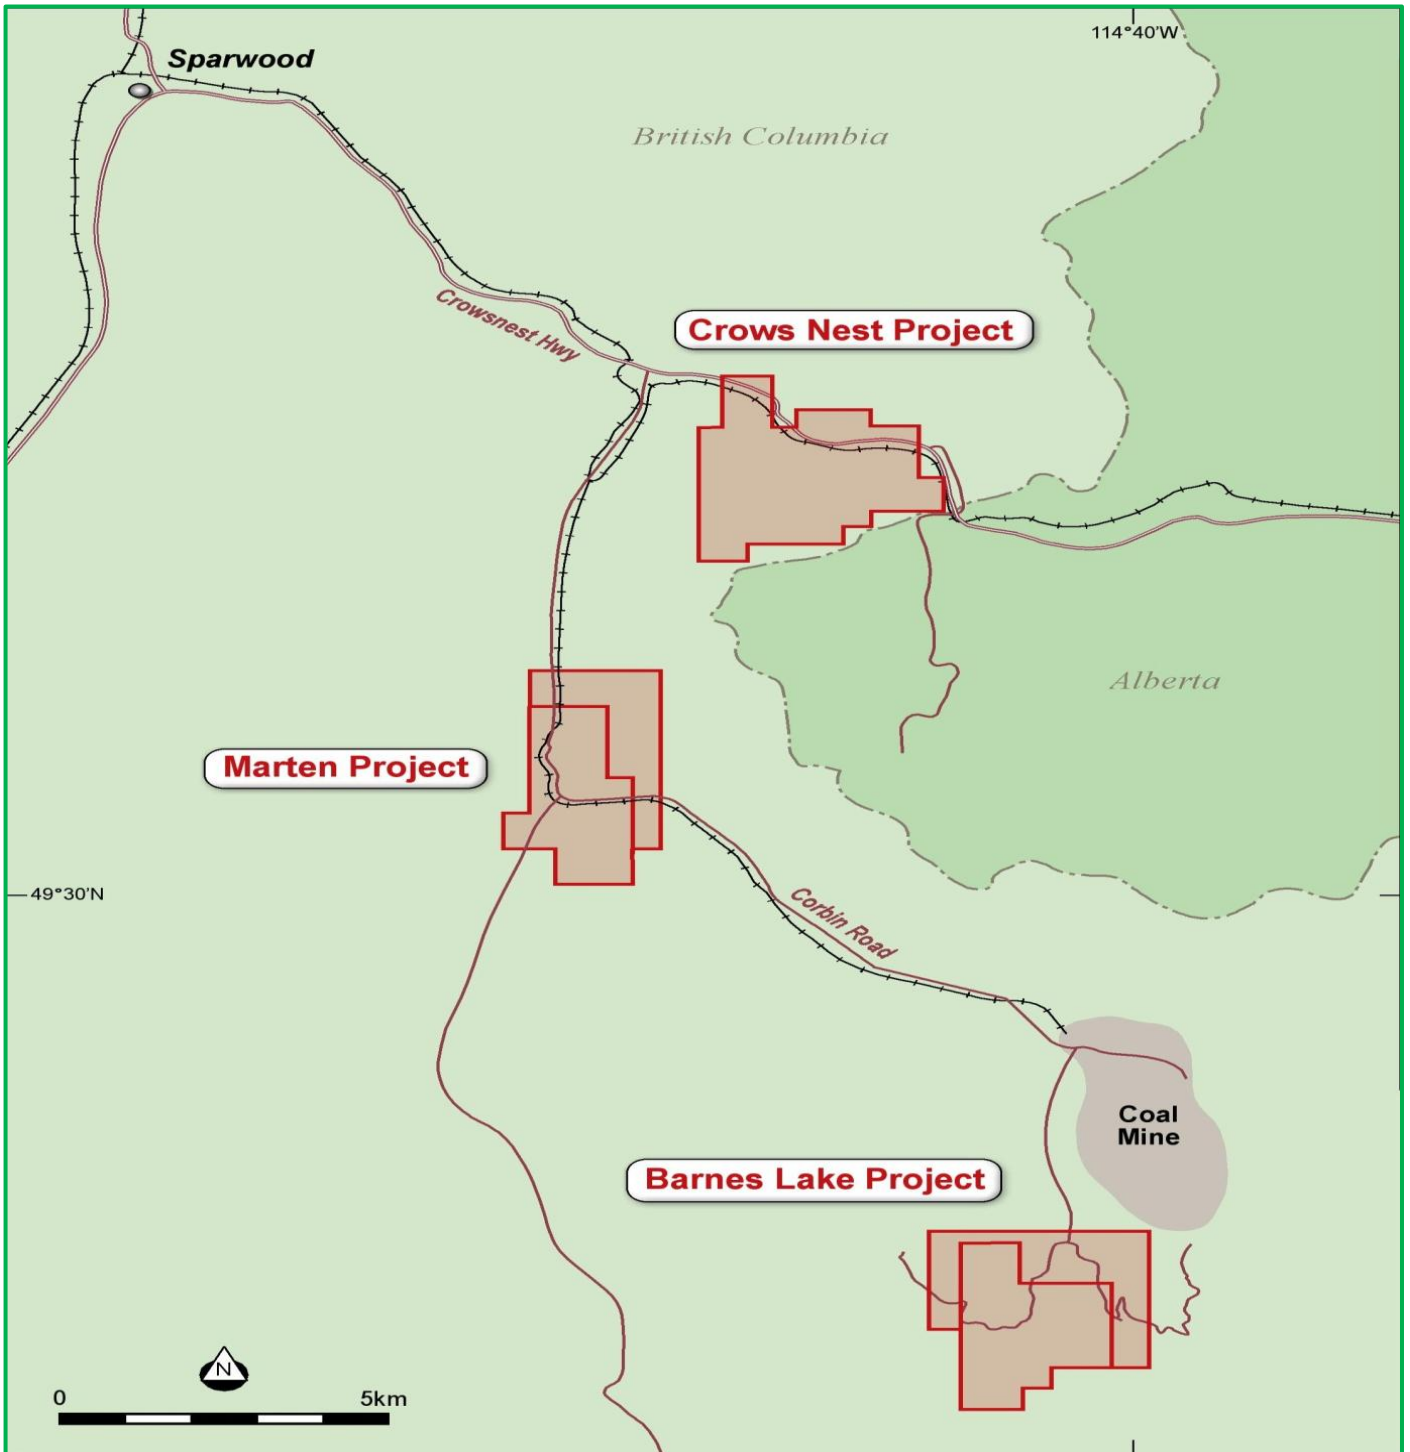 114°40'W
Sparwood
British Columbia
Crowsnest Hwy
Crows Nest Project
Alberta
Marten Project
49°30'N
Corbin Road
Coal
Mine
Barnes Lake Project
N
0 5km